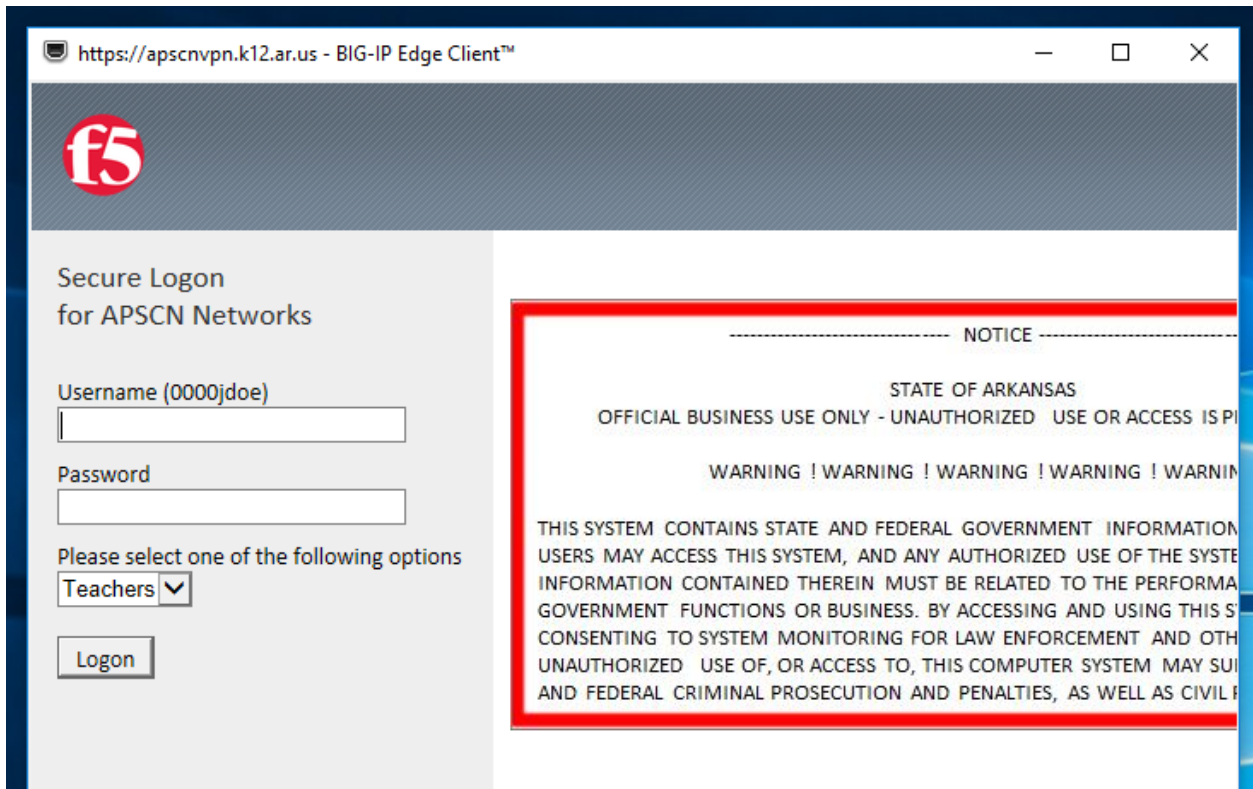 https://apscnvpn.k12.ar.us - BIG-IP Edge Client™
f5
Secure Logon
for APSCN Networks
Username (0000jdoe)
Password
Please select one of the following options
Teachers
Logon
-------------------------------- NOTICE -----------------------------
STATE OF ARKANSAS
OFFICIAL BUSINESS USE ONLY - UNAUTHORIZED USE OR ACCESS IS
WARNING ! WARNING ! WARNING ! WARNING !
THIS SYSTEM CONTAINS STATE AND FEDERAL GOVERNMENT INFORMATION
USERS MAY ACCESS THIS SYSTEM, AND ANY AUTHORIZED USE OF THE
INFORMATION CONTAINED THEREIN MUST BE RELATED TO THE
GOVERNMENT FUNCTIONS OR BUSINESS. BY ACCESSING AND USING THIS
CONSENTING TO SYSTEM MONITORING FOR LAW ENFORCEMENT AND
UNAUTHORIZED USE OF, OR ACCESS TO, THIS COMPUTER SYSTEM MAY
AND FEDERAL CRIMINAL PROSECUTION AND PENALTIES, AS WELL AS CIVIL